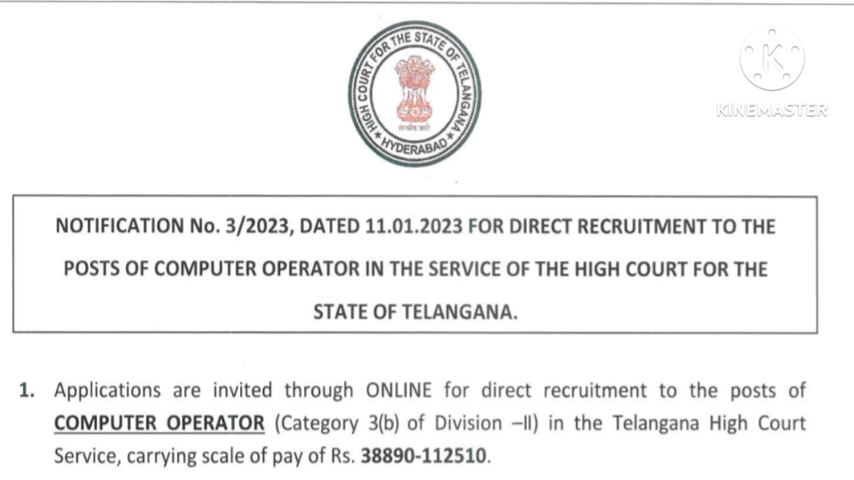 HIGH COURT FOR THE STATE OF TELANGANA
HYDERABAD
सत्यमेव जयते
KINEMASTER
NOTIFICATION No. 3/2023, DATED 11.01.2023 FOR DIRECT RECRUITMENT TO THE
POSTS OF COMPUTER OPERATOR IN THE SERVICE OF THE HIGH COURT FOR THE
STATE OF TELANGANA.
1. Applications are invited through ONLINE for direct recruitment to the posts of
COMPUTER OPERATOR (Category 3(b) of Division –II) in the Telangana High Court
Service, carrying scale of pay of Rs. 38890-112510.